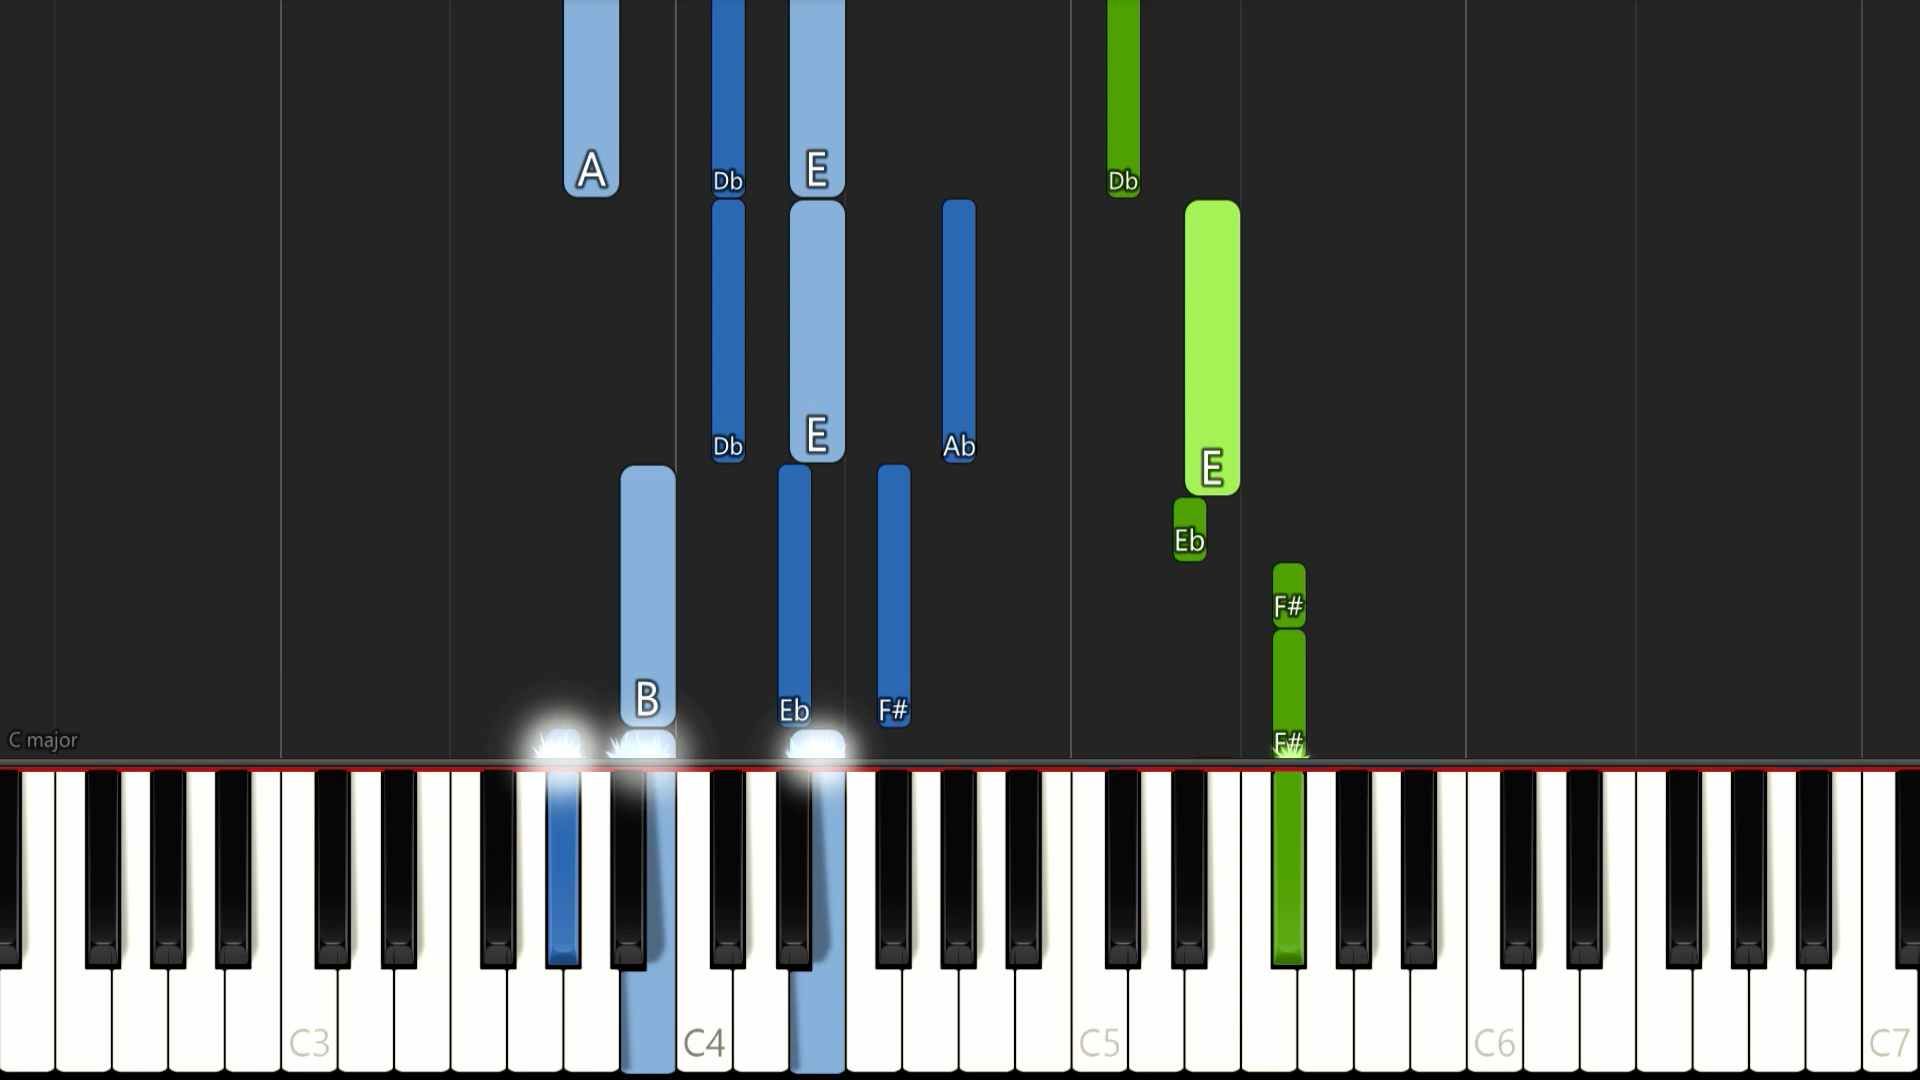 A Db E Db
Db E Ab E
Eb
F#
B Eb F# F#
C major
C3 C4 C5 C6 C7